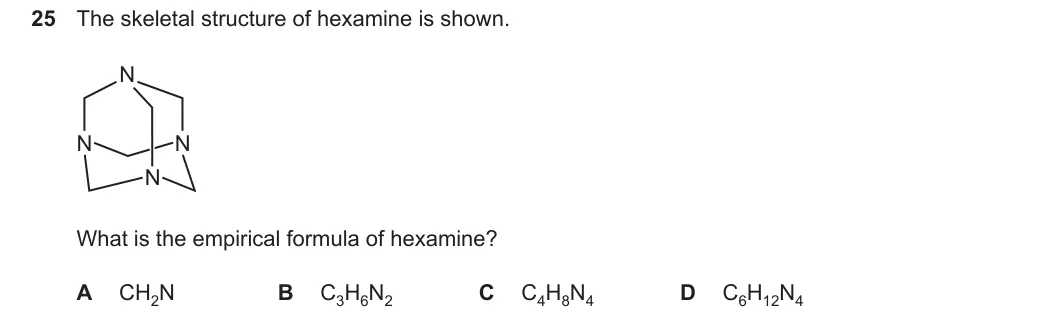 25 The skeletal structure of hexamine is shown.
N
N N
N
What is the empirical formula of hexamine?
A CH₂N B C₃H₆N₂ C C₄H₈N₄ D C₆H₁₂N₄